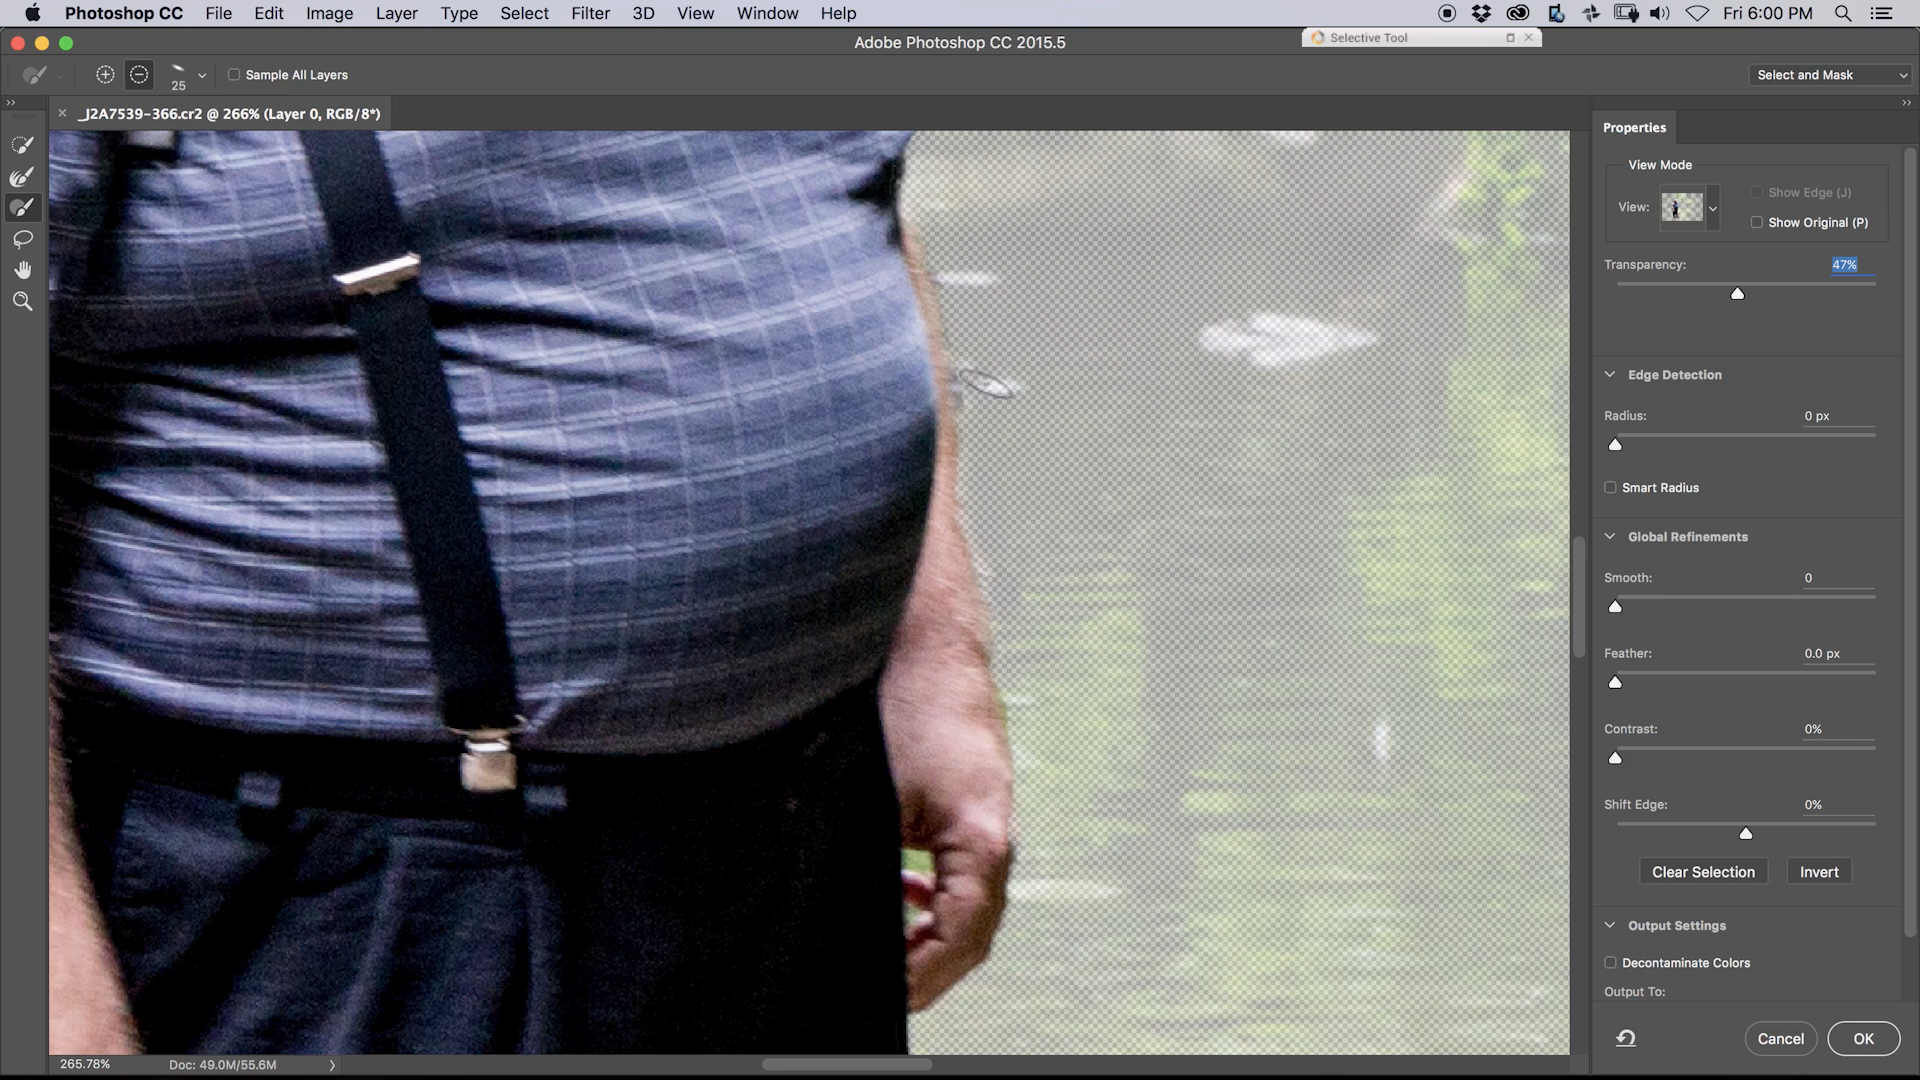 Photoshop CC File Edit Image Layer Type Select Filter 3D View Window Help Fri 6:00 PM
Adobe Photoshop CC 2015.5
Selective Tool
25
Sample All Layers
Select and Mask
_J2A7539-366.cr2 @ 266% (Layer 0, RGB/8*)
Properties
View Mode
View:
Show Edge (J)
Show Original (P)
Transparency: 47%
Edge Detection
Radius: 0 px
Smart Radius
Global Refinements
Smooth: 0
Feather: 0.0 px
Contrast: 0%
Shift Edge: 0%
Clear Selection Invert
Output Settings
Decontaminate Colors
Output To:
Cancel OK
265.78% Doc: 49.0M/55.6M